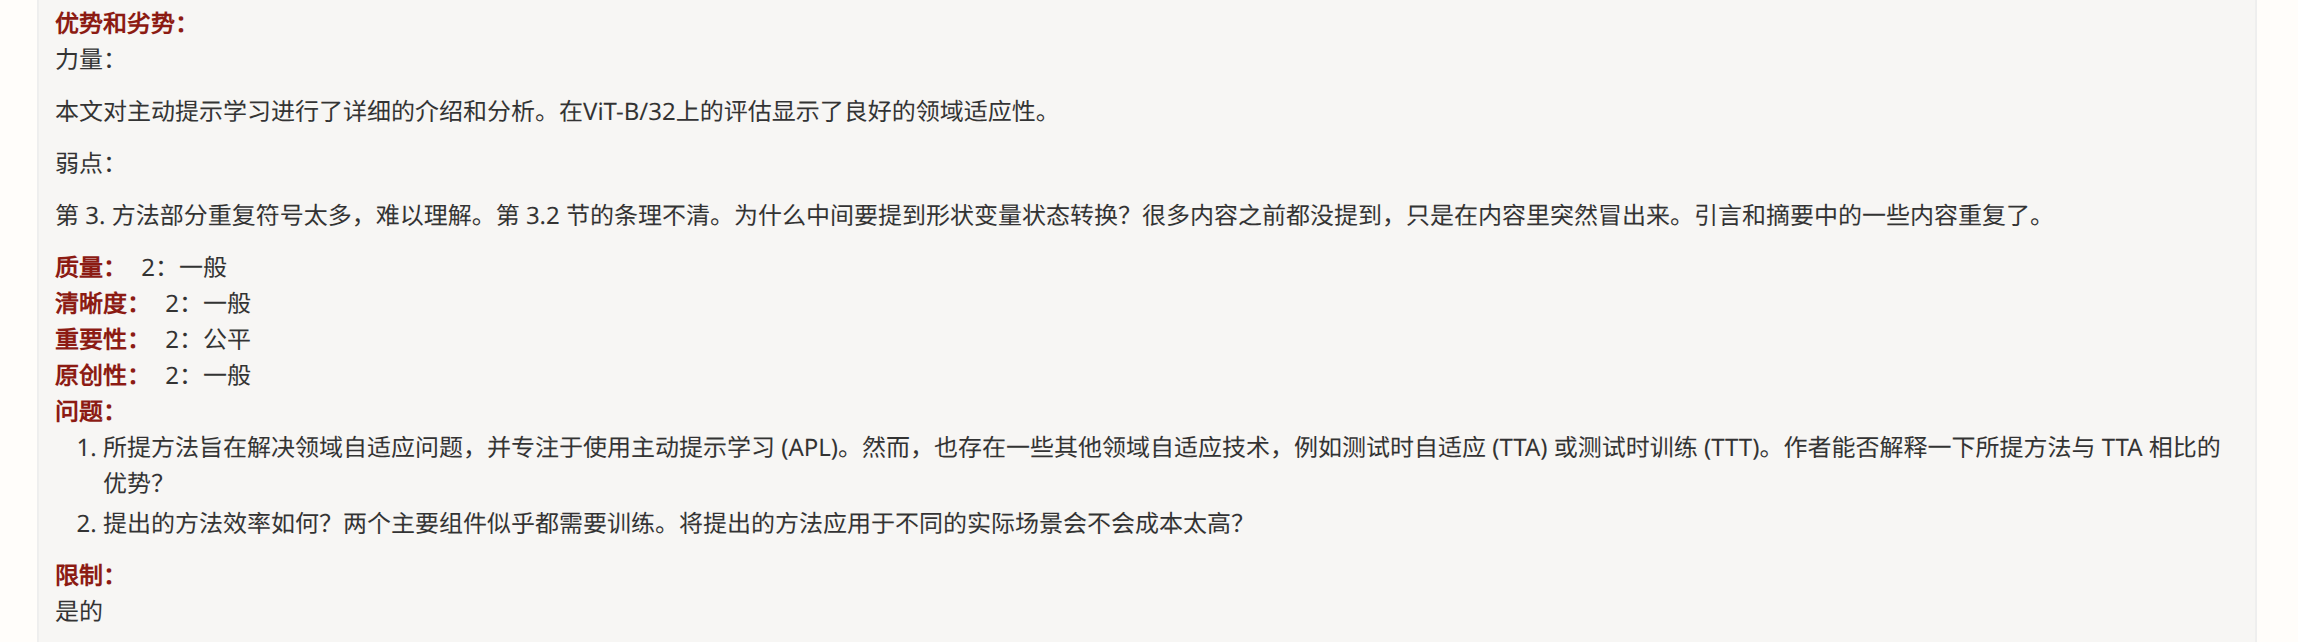 优势和劣势：
力量：
本文对主动提示学习进行了详细的介绍和分析。在ViT-B/32上的评估显示了良好的领域适应性。
弱点：
第 3. 方法部分重复符号太多，难以理解。第 3.2 节的条理不清。为什么中间要提到形状变量状态转换？很多内容之前都没提到，只是在内容里突然冒出来。引言和摘要中的一些内容重复了。
质量： 2：一般
清晰度： 2：一般
重要性： 2：公平
原创性： 2：一般
问题：
1. 所提方法旨在解决领域自适应问题，并专注于使用主动提示学习 (APL)。然而，也存在一些其他领域自适应技术，例如测试时自适应 (TTA) 或测试时训练 (TTT)。作者能否解释一下所提方法与 TTA 相比的
优势？
2. 提出的方法效率如何？两个主要组件似乎都需要训练。将提出的方法应用于不同的实际场景会不会成本太高？
限制：
是的